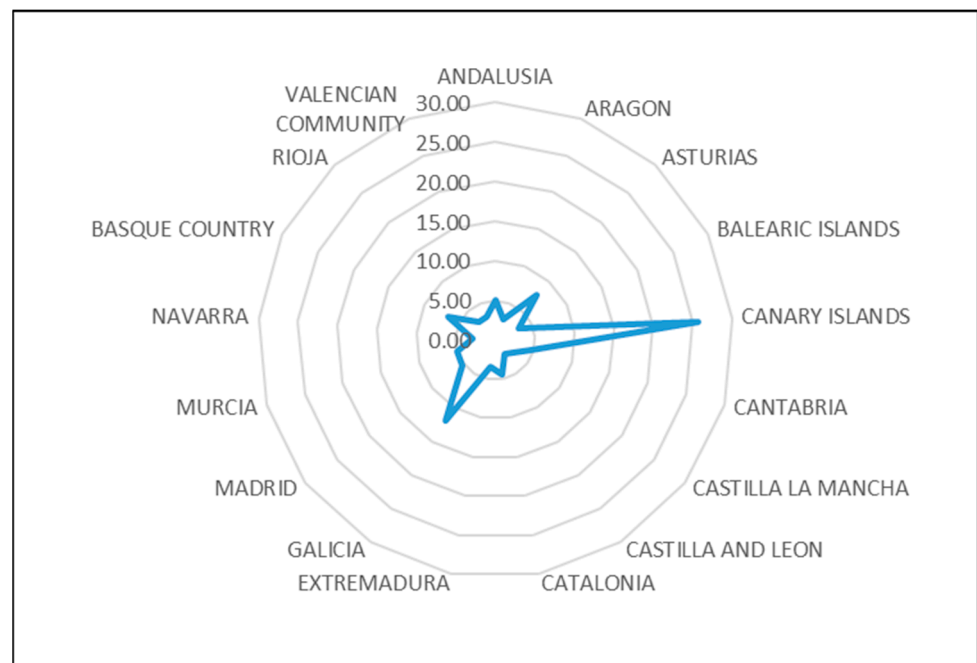 ANDALUSIA
ARAGON
ASTURIAS
BALEARIC ISLANDS
CANARY ISLANDS
CANTABRIA
CASTILLA LA MANCHA
CASTILLA AND LEON
CATALONIA
EXTREMADURA
GALICIA
MADRID
MURCIA
NAVARRA
BASQUE COUNTRY
RIOJA
VALENCIAN
COMMUNITY
30.00
25.00
20.00
15.00
10.00
5.00
0.00